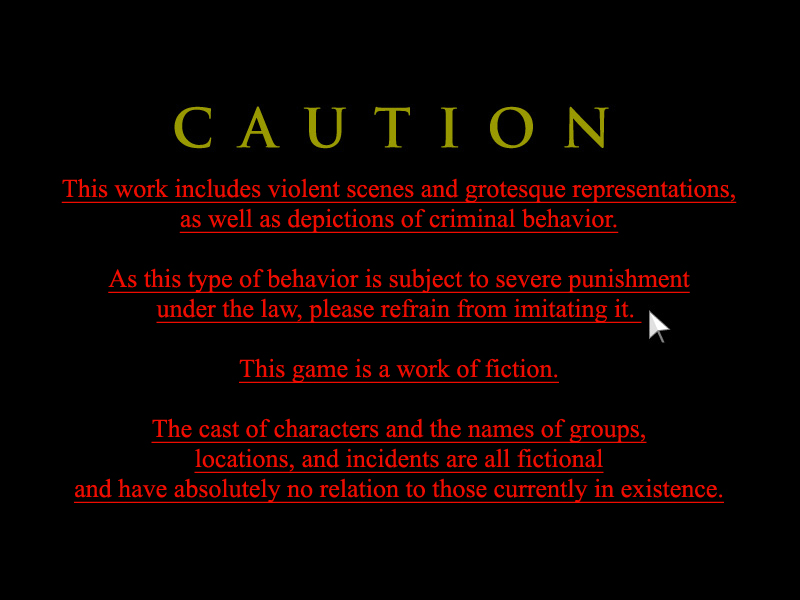 CAUTION
This work includes violent scenes and grotesque representations,
as well as depictions of criminal behavior.
As this type of behavior is subject to severe punishment
under the law, please refrain from imitating it.
This game is a work of fiction.
The cast of characters and the names of groups,
locations, and incidents are all fictional
and have absolutely no relation to those currently in existence.